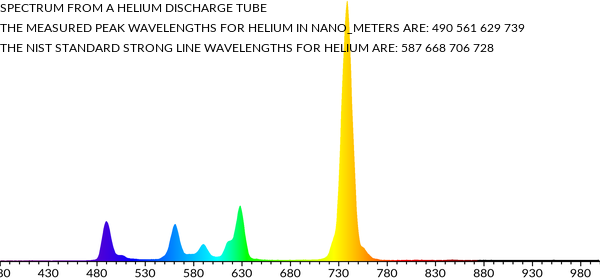 SPECTRUM FROM A HELIUM DISCHARGE TUBE
THE MEASURED PEAK WAVELENGTHS FOR HELIUM IN NANO_METERS ARE: 490 561 629 739
THE NIST STANDARD STRONG LINE WAVELENGTHS FOR HELIUM ARE: 587 668 706 728
80 430 480 530 580 630 680 730 780 830 880 930 980